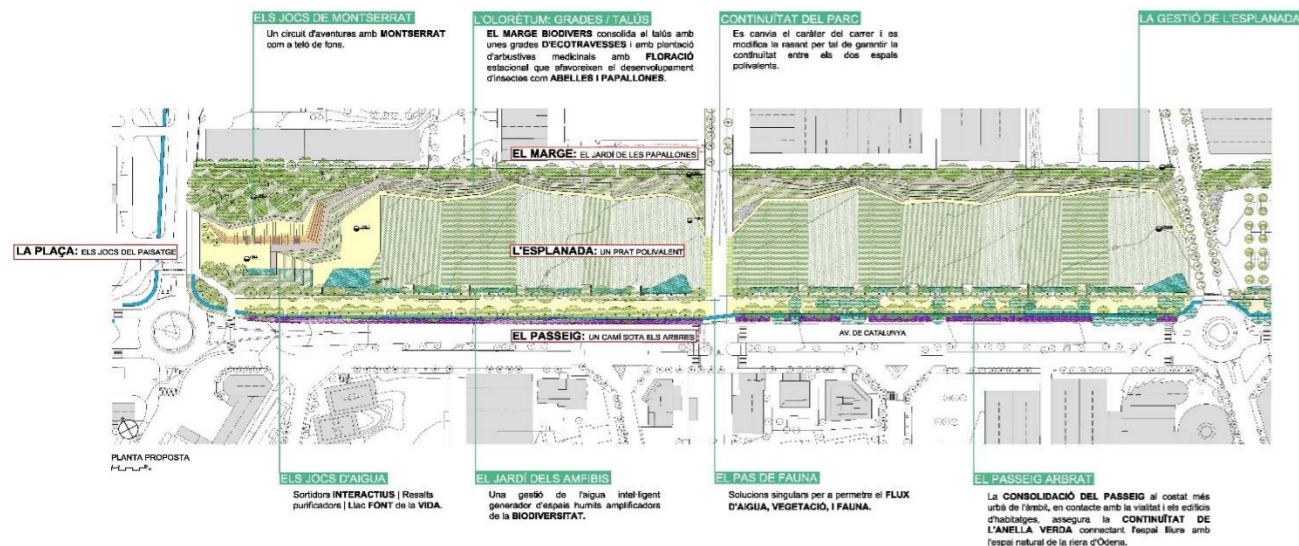 ELS JOCS DE MONTSERRAT
Un circuit d'aventures amb MONTSERRAT
com a teló de fons.
L'OLORÈTUM: GRADES / TALÚS
EL MARGE BIODIVERS consolida el talús amb
unes grades D'ECOTRAVESSES i amb plantació
d'arbustives medicinals amb FLORACIÓ
estacional que afavoreixen el desenvolupament
d'insectes com ABELLES I PAPALLONES.
CONTINUÏTAT DEL PARC
Es canvia el caràter del carrer i es
modifica la rasant per tal de garantir la
continuïtat entre els dos espais
polivalents.
LA GESTIÓ DE L'ESPLANADA
EL MARGE: EL JARDÍ DE LES PAPALLONES
LA PLAÇA: ELS JOCS DEL PAISATGE
L'ESPLANADA: UN PRAT POLIVALENT
EL PASSEIG: UN CAMÍ SOTA ELS ARBRES
AV. DE CATALUNYA
PLANTA PROPOSTA
ELS JOCS D'AIGUA
Sortidors INTERACTIUS | Resalts
purificadors | Llac FONT de la VIDA.
EL JARDÍ DELS AMFIBIS
Una gestió de l'aigua intel·ligent
generador d'espais humits amplificadors
de la BIODIVERSITAT.
EL PAS DE FAUNA
Solucions singulars per a permetre el FLUX
D'AIGUA, VEGETACIÓ, I FAUNA.
EL PASSEIG ARBRAT
La CONSOLIDACIÓ DEL PASSEIG al costat més
urbà de l'àmbit, en contacte amb la vialitat i els edificis
d'habitatges, assegura la CONTINUÏTAT DE
L'ANELLA VERDA connectant l'espai lliure amb
l'espai natural de la riera d'Òdena.